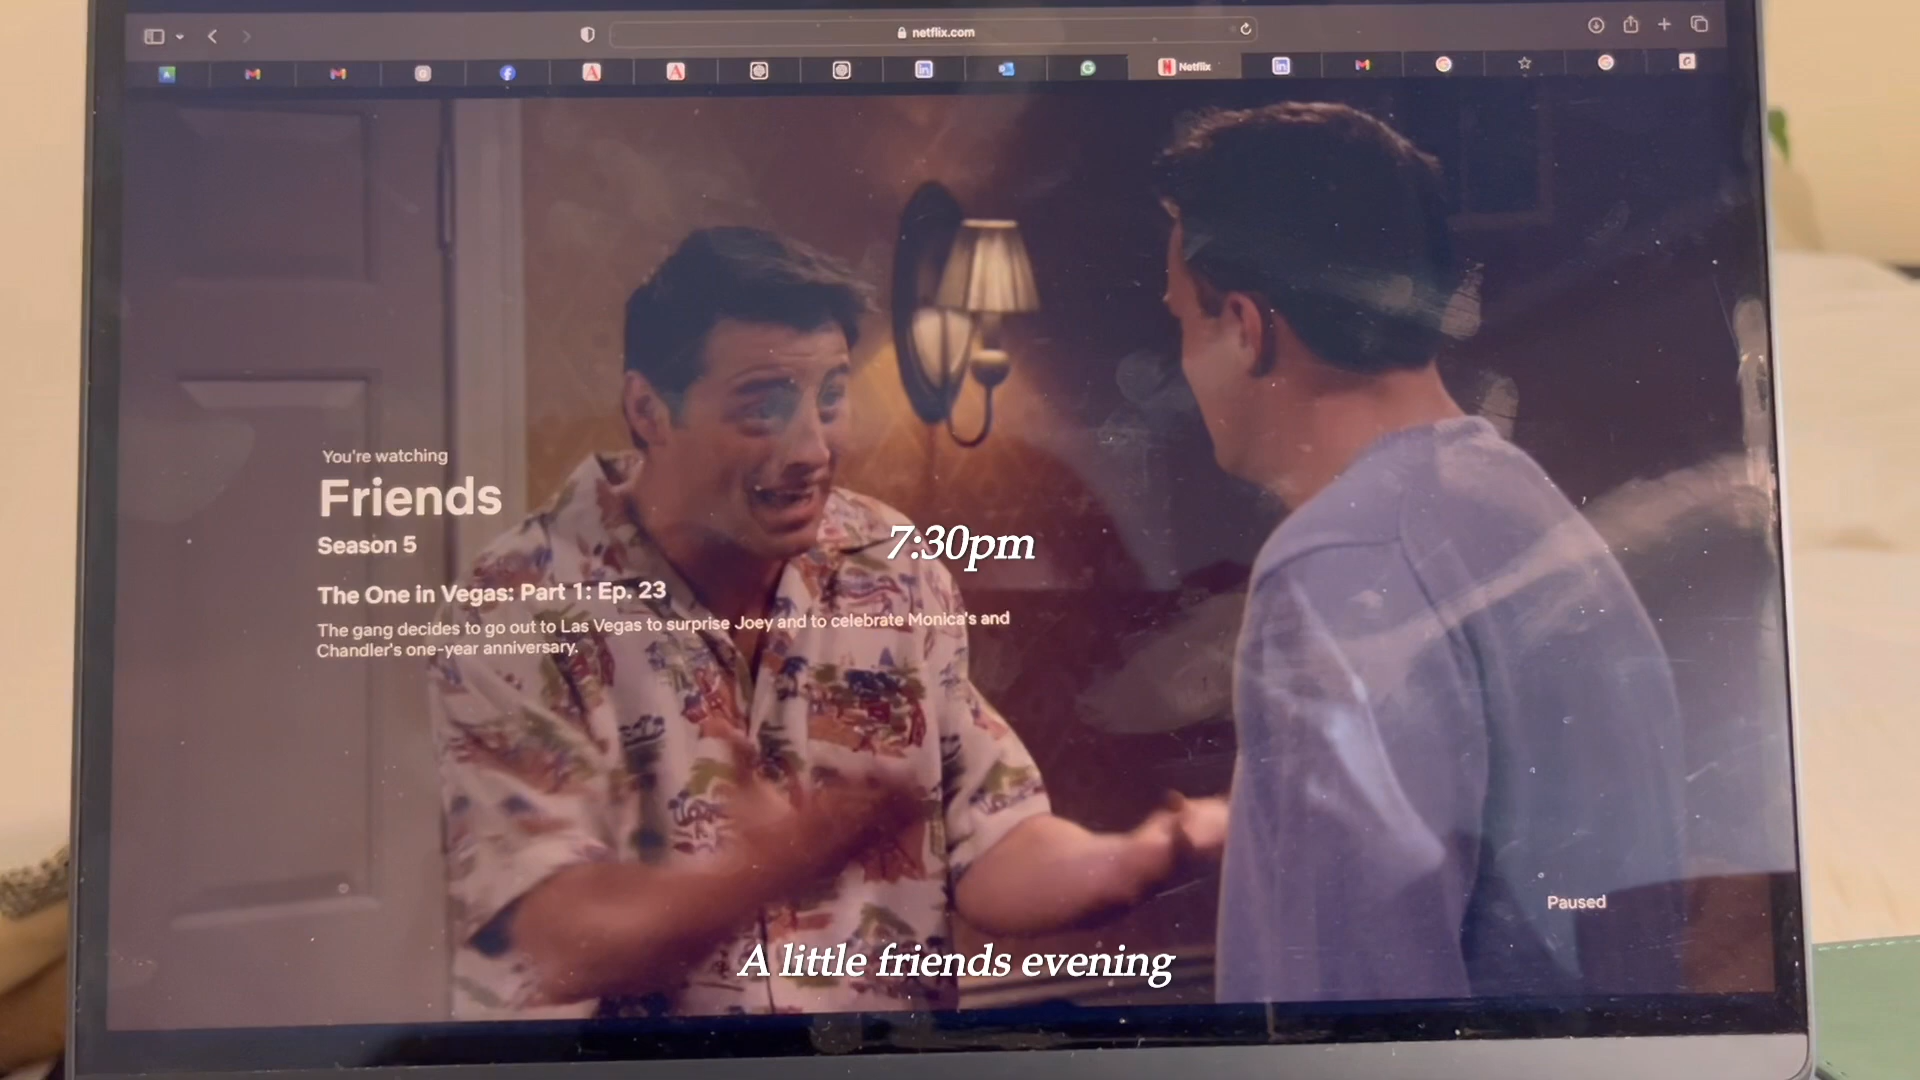 netflix.com
Netflix
You're watching
Friends
Season 5
7:30pm
The One in Vegas: Part 1: Ep. 23
The gang decides to go out to Las Vegas to surprise Joey and to celebrate Monica's and
Chandler's one-year anniversary.
Paused
A little friends evening